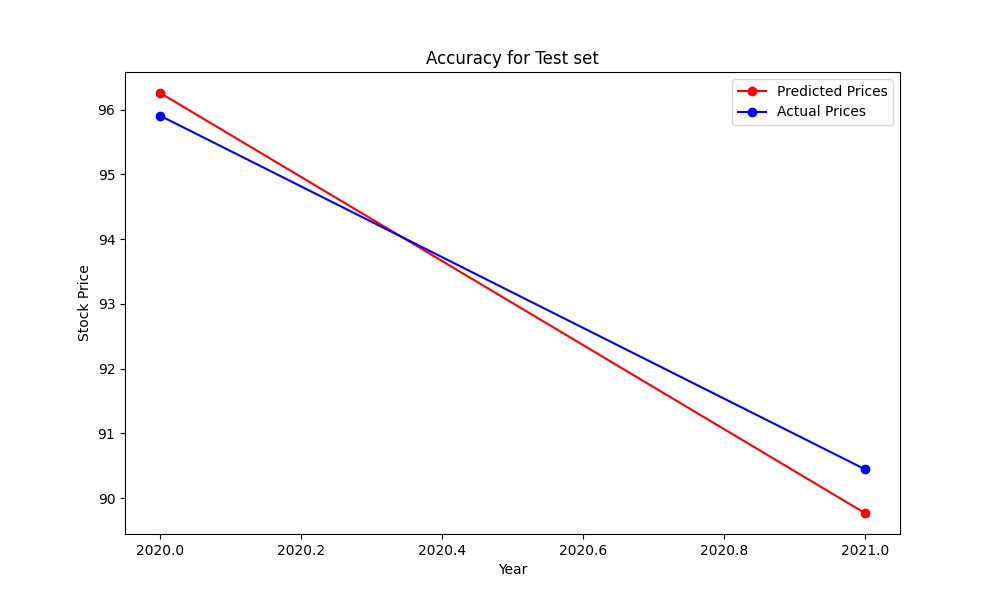 Accuracy for Test set
Predicted Prices
Actual Prices
96
95
94
93
92
91
90
Stock Price
2020.0 2020.2 2020.4 2020.6 2020.8 2021.0
Year